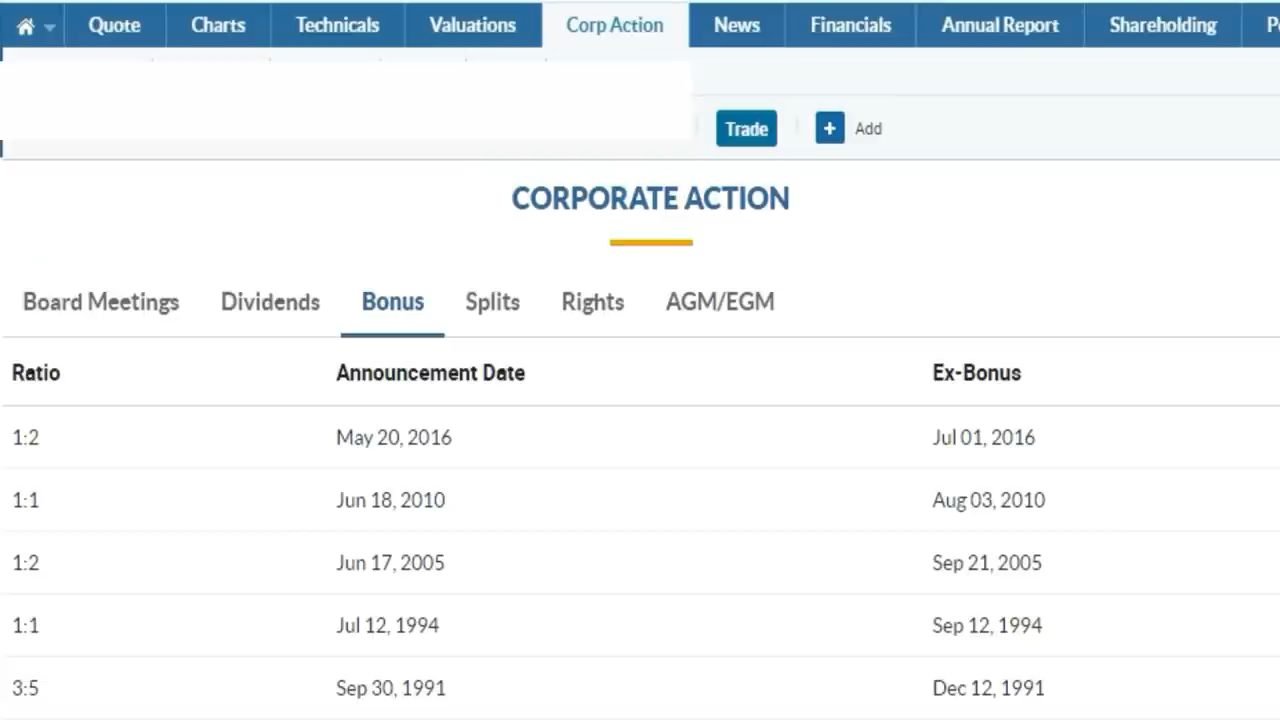 Quote Charts Technicals Valuations Corp Action News Financials Annual Report Shareholding
Trade + Add
CORPORATE ACTION
Board Meetings Dividends Bonus Splits Rights AGM/EGM
Ratio Announcement Date Ex-Bonus
1:2 May 20, 2016 Jul 01, 2016
1:1 Jun 18, 2010 Aug 03, 2010
1:2 Jun 17, 2005 Sep 21, 2005
1:1 Jul 12, 1994 Sep 12, 1994
3:5 Sep 30, 1991 Dec 12, 1991